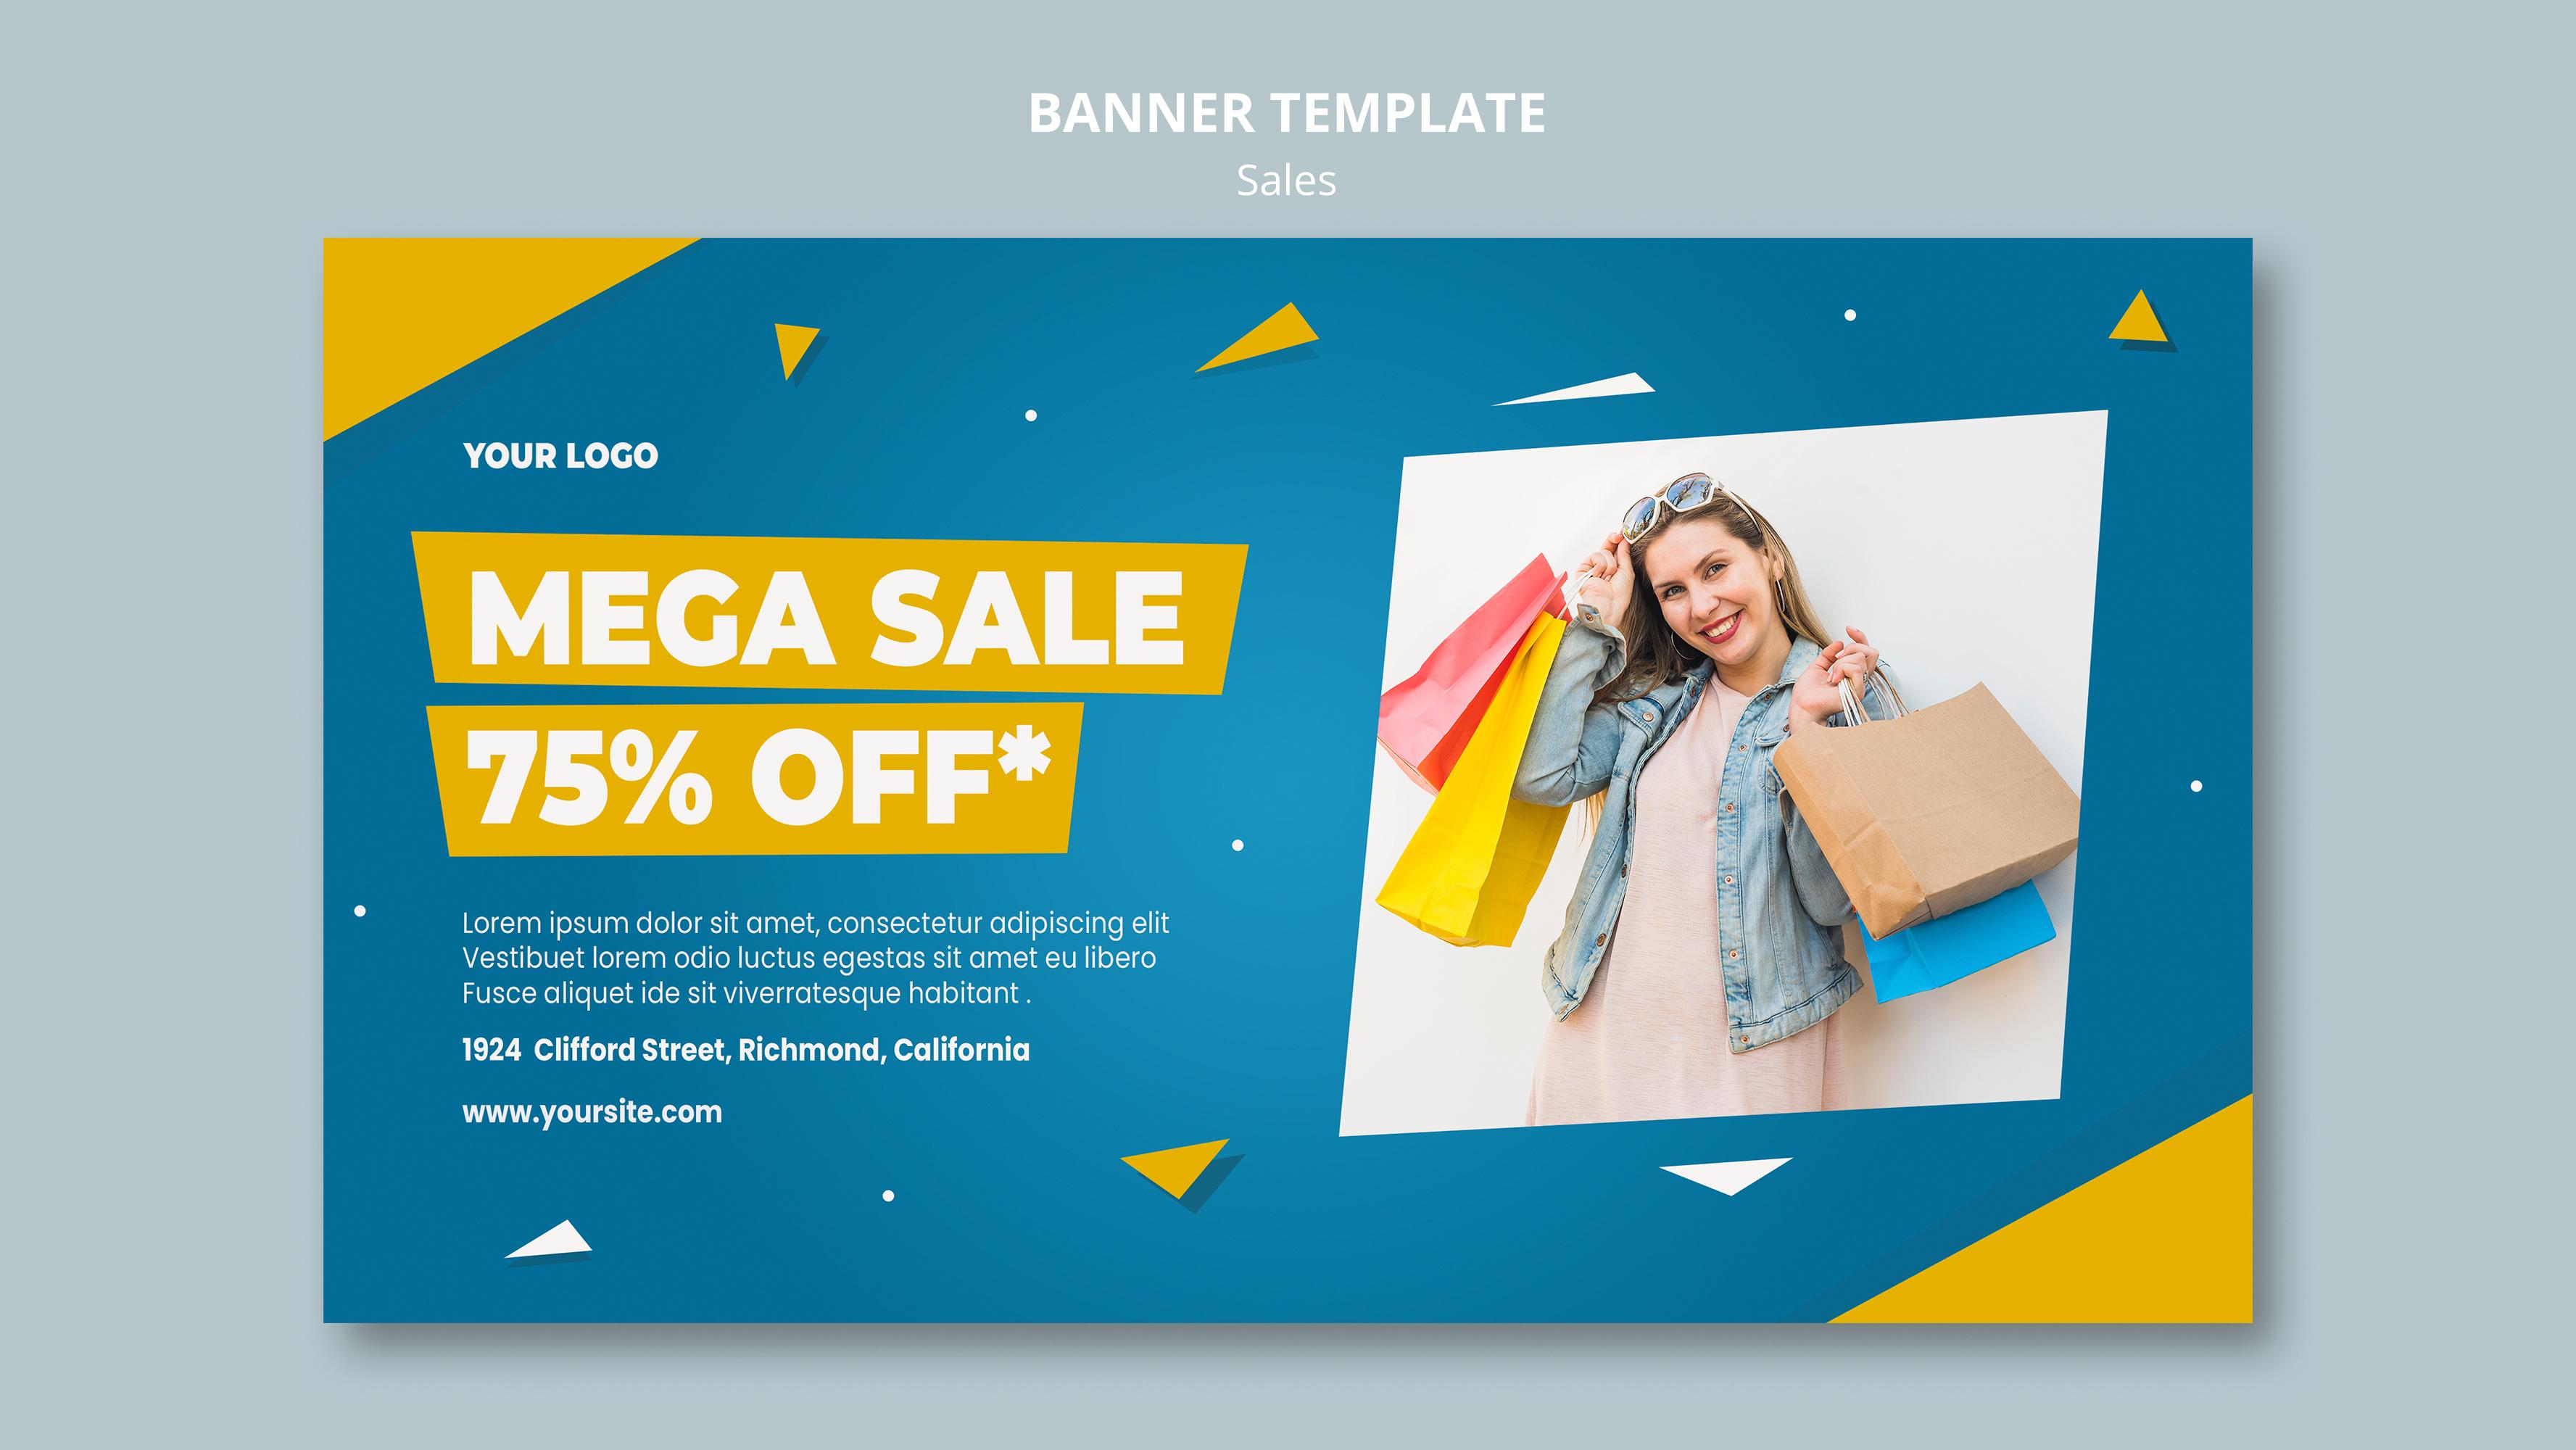 BANNER TEMPLATE
Sales
YOUR LOGO
MEGA SALE
75% OFF*
Lorem ipsum dolor sit amet, consectetur adipiscing elit
Vestibuet lorem odio luctus egestas sit amet eu libero
Fusce aliquet ide sit viverratesque habitant .
1924 Clifford Street, Richmond, California
www.yoursite.com